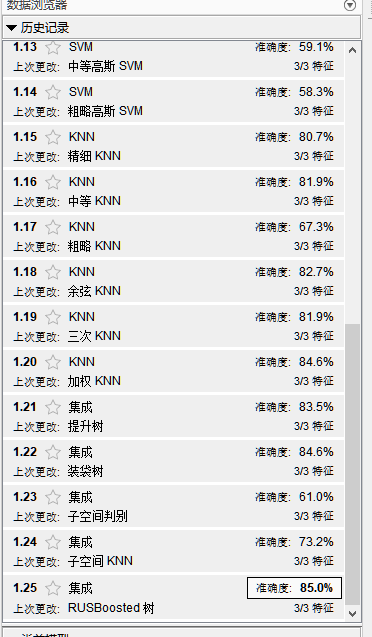 数据浏览器
历史记录
1.13 SVM 准确度: 59.1%
上次更改: 中等高斯 SVM 3/3 特征
1.14 SVM 准确度: 58.3%
上次更改: 粗略高斯 SVM 3/3 特征
1.15 KNN 准确度: 80.7%
上次更改: 精细 KNN 3/3 特征
1.16 KNN 准确度: 81.9%
上次更改: 中等 KNN 3/3 特征
1.17 KNN 准确度: 67.3%
上次更改: 粗略 KNN 3/3 特征
1.18 KNN 准确度: 82.7%
上次更改: 余弦 KNN 3/3 特征
1.19 KNN 准确度: 81.9%
上次更改: 三次 KNN 3/3 特征
1.20 KNN 准确度: 84.6%
上次更改: 加权 KNN 3/3 特征
1.21 集成 准确度: 83.5%
上次更改: 提升树 3/3 特征
1.22 集成 准确度: 84.6%
上次更改: 装袋树 3/3 特征
1.23 集成 准确度: 61.0%
上次更改: 子空间判别 3/3 特征
1.24 集成 准确度: 73.2%
上次更改: 子空间 KNN 3/3 特征
1.25 集成 准确度: 85.0%
上次更改: RUSBoosted 树 3/3 特征